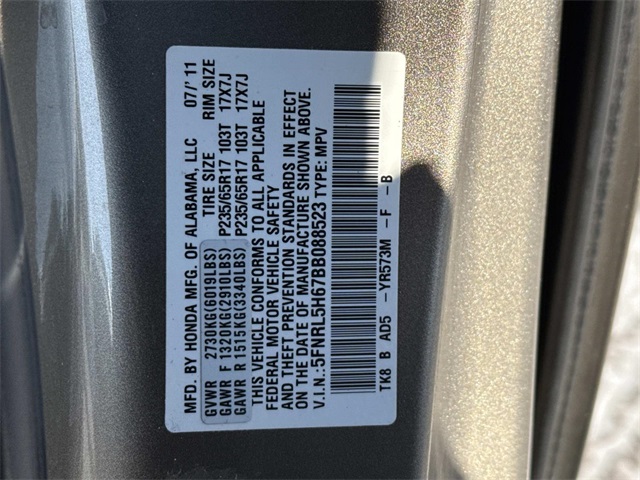 MFD. BY HONDA MFG. OF ALABAMA, LLC 07/'11
TIRE SIZE RIM SIZE
GVWR 2730KG(6019LBS)
GAWR F 1320KG(2910LBS) P235/65R17 103T 17X7J
GAWR R 1515KG(3340LBS) P235/65R17 103T 17X7J
THIS VEHICLE CONFORMS TO ALL APPLICABLE
FEDERAL MOTOR VEHICLE SAFETY
AND THEFT PREVENTION STANDARDS IN EFFECT
ON THE DATE OF MANUFACTURE SHOWN ABOVE.
V.I.N.: 5FNRL5H67BB088523 TYPE: MPV
TK8 B AD5 -YR573M -F -B